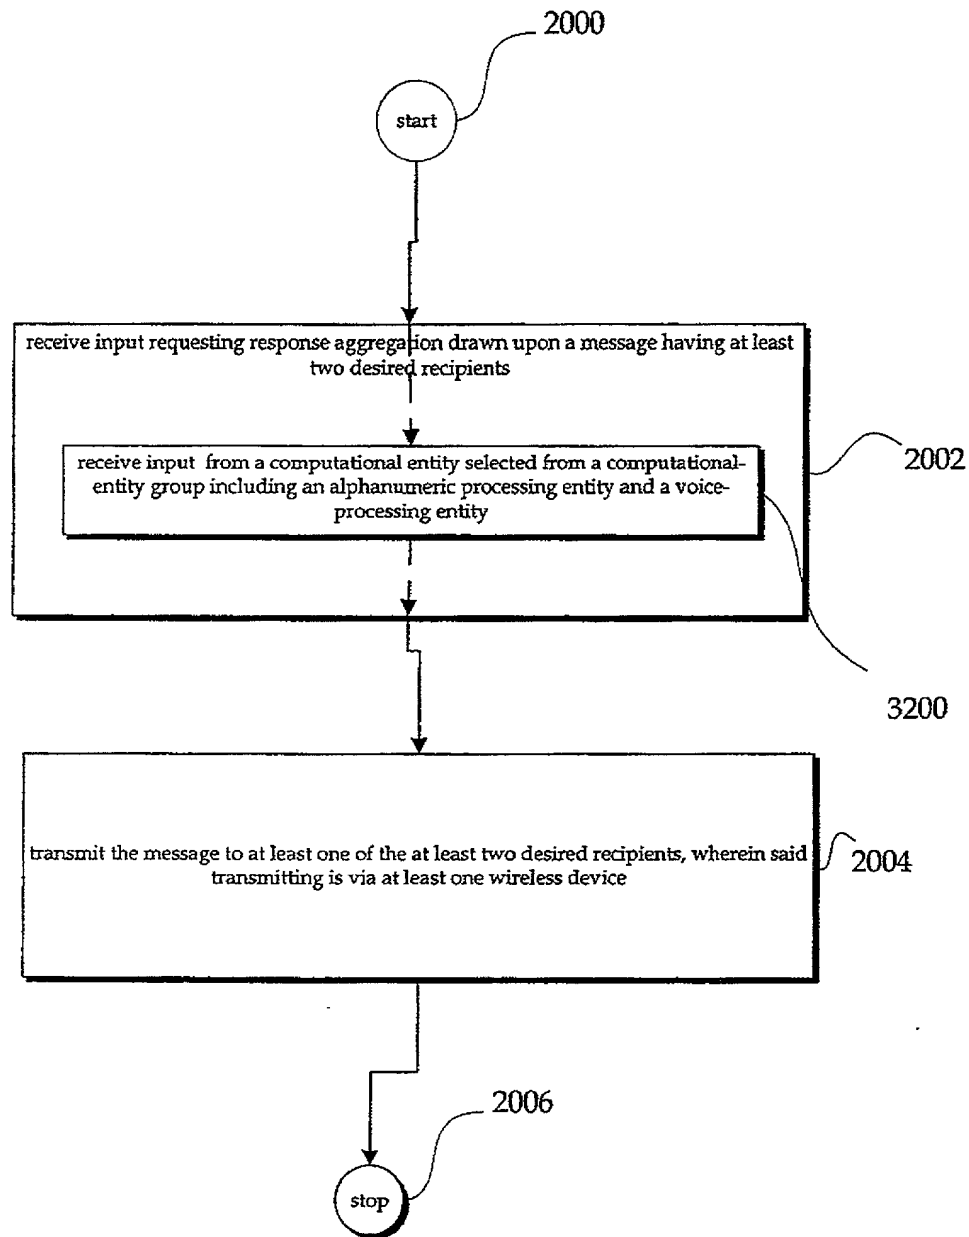 2000
start
receive input requesting response aggregation drawn upon a message having at least
two desired recipients
receive input from a computational entity selected from a computational-
entity group including an alphanumeric processing entity and a voice-
processing entity
2002
3200
transmit the message to at least one of the at least two desired recipients, wherein said
transmitting is via at least one wireless device
2004
2006
stop